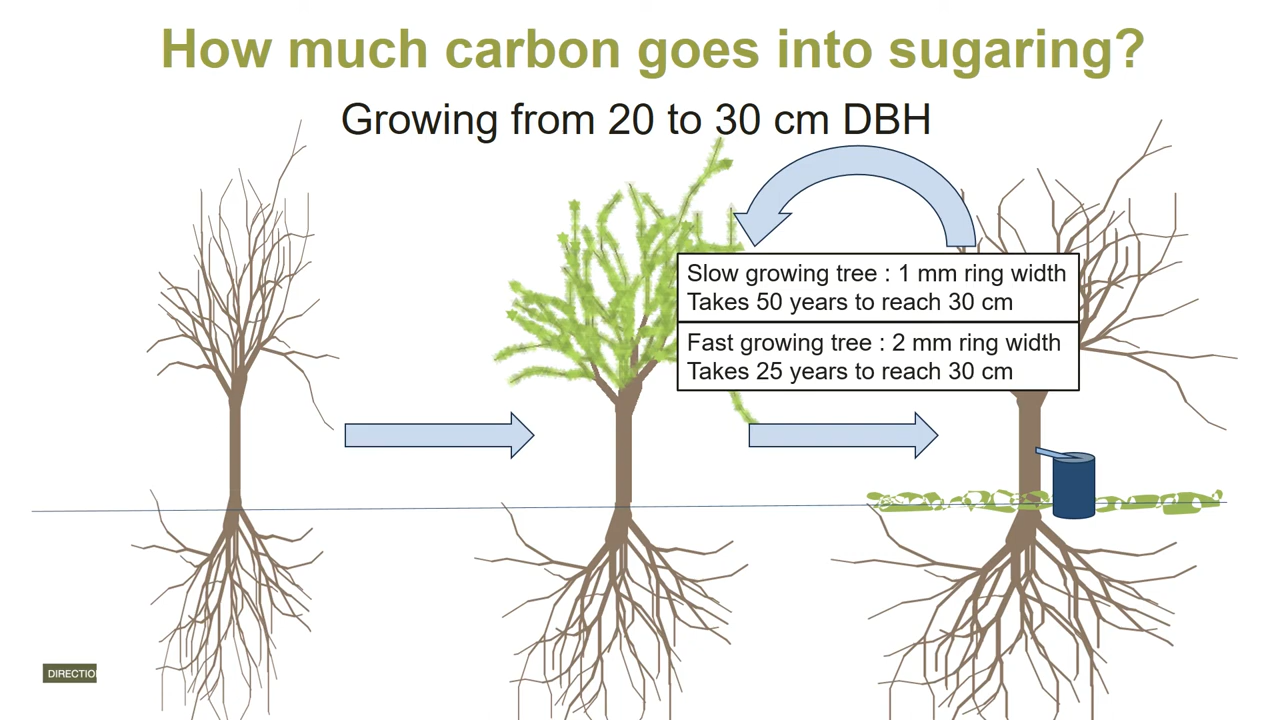 How much carbon goes into sugaring?
Growing from 20 to 30 cm DBH
Slow growing tree : 1 mm ring width
Takes 50 years to reach 30 cm
Fast growing tree : 2 mm ring width
Takes 25 years to reach 30 cm
DIRECTIO